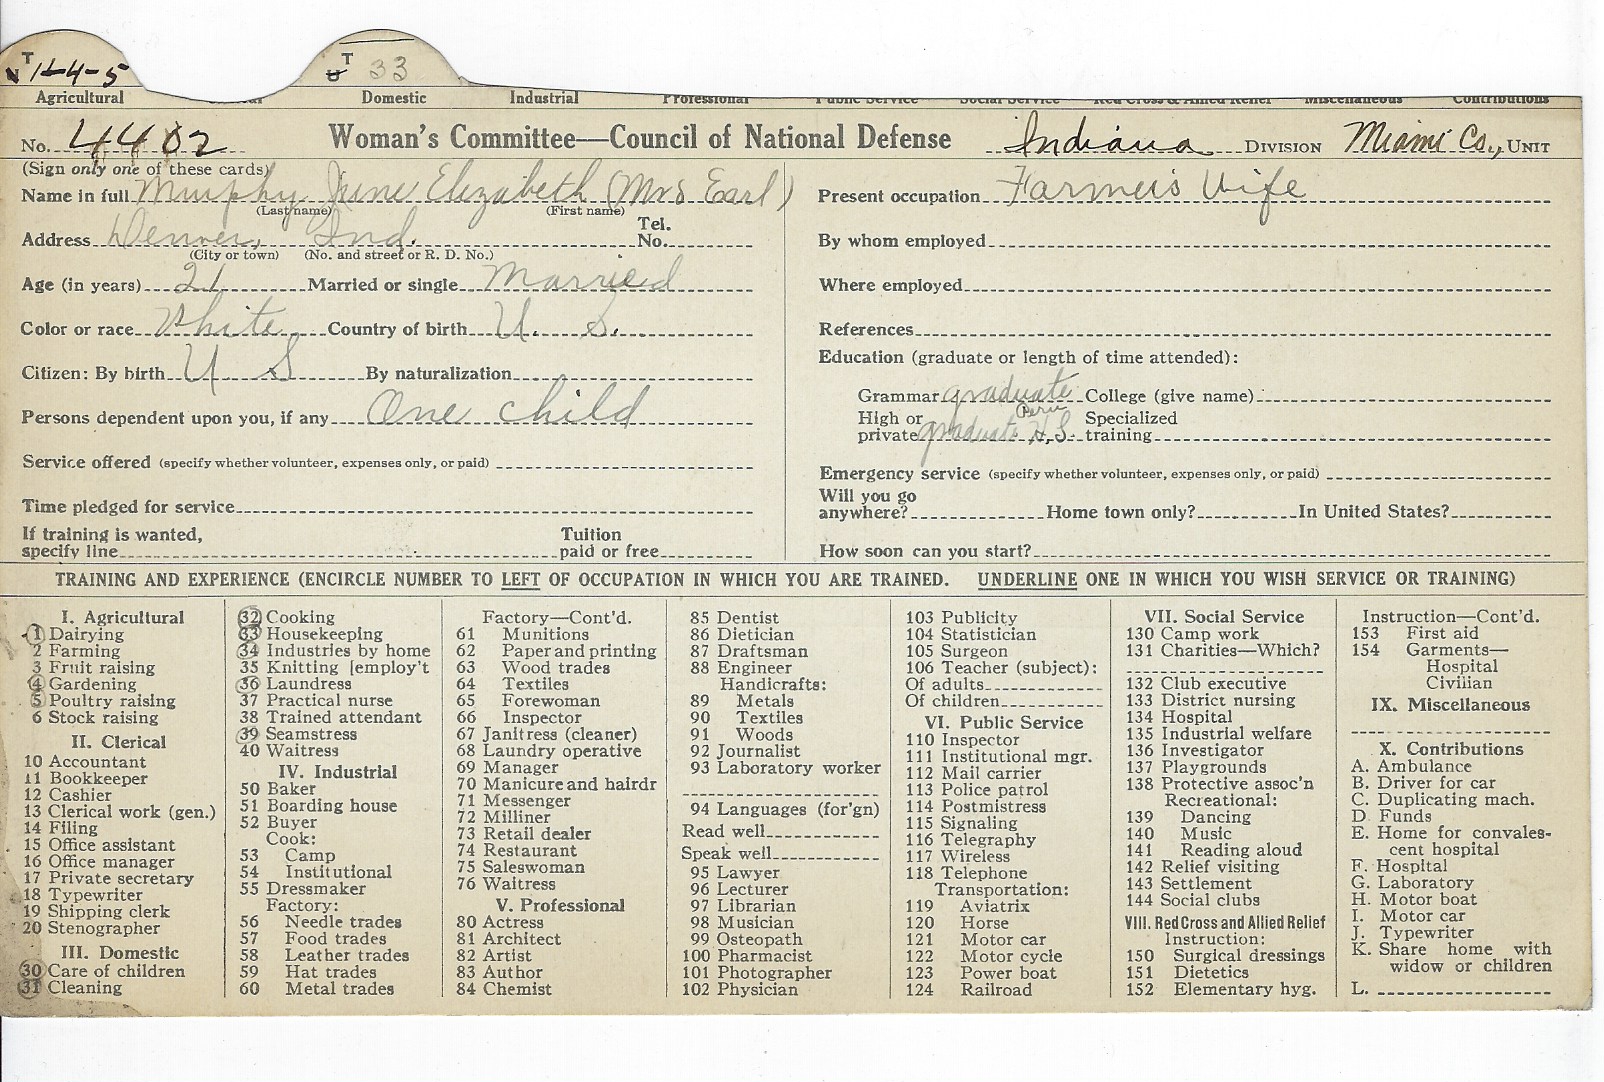 T T
1-4-5 33
Agricultural Domestic Industrial Professional Public Service Social Service Red Cross & Allied Relief Miscellaneous Contributions
No. 4402 Woman's Committee—Council of National Defense Indiana DIVISION Miami Co., UNIT
(Sign only one of these cards)
Name in full Murphy June Elizabeth (Mrs Earl)
(Last name) (First name)
Address Denver, Ind. Tel. No.
(City or town) (No. and street or R. D. No.)
Age (in years) 21 Married or single Married
Color or race White Country of birth U. S.
Citizen: By birth U S By naturalization
Persons dependent upon you, if any One child
Service offered (specify whether volunteer, expenses only, or paid)
Time pledged for service
If training is wanted, specify line Tuition paid or free
Present occupation Farmer's Wife
By whom employed
Where employed
References
Education (graduate or length of time attended):
Grammar graduate College (give name)
High or private graduate Peru H.S. Specialized training
Emergency service (specify whether volunteer, expenses only, or paid)
Will you go anywhere? Home town only? In United States?
How soon can you start?
TRAINING AND EXPERIENCE (ENCIRCLE NUMBER TO LEFT OF OCCUPATION IN WHICH YOU ARE TRAINED. UNDERLINE ONE IN WHICH YOU WISH SERVICE OR TRAINING)
I. Agricultural
1 Dairying
2 Farming
3 Fruit raising
4 Gardening
5 Poultry raising
6 Stock raising
II. Clerical
10 Accountant
11 Bookkeeper
12 Cashier
13 Clerical work (gen.)
14 Filing
15 Office assistant
16 Office manager
17 Private secretary
18 Typewriter
19 Shipping clerk
20 Stenographer
III. Domestic
30 Care of children
31 Cleaning
32 Cooking
33 Housekeeping
34 Industries by home
35 Knitting [employ't
36 Laundress
37 Practical nurse
38 Trained attendant
39 Seamstress
40 Waitress
IV. Industrial
50 Baker
51 Boarding house
52 Buyer
Cook:
53 Camp
54 Institutional
55 Dressmaker
Factory:
56 Needle trades
57 Food trades
58 Leather trades
59 Hat trades
60 Metal trades
Factory—Cont'd.
61 Munitions
62 Paper and printing
63 Wood trades
64 Textiles
65 Forewoman
66 Inspector
67 Janitress (cleaner)
68 Laundry operative
69 Manager
70 Manicure and hairdr
71 Messenger
72 Milliner
73 Retail dealer
74 Restaurant
75 Saleswoman
76 Waitress
V. Professional
80 Actress
81 Architect
82 Artist
83 Author
84 Chemist
85 Dentist
86 Dietician
87 Draftsman
88 Engineer
Handicrafts:
89 Metals
90 Textiles
91 Woods
92 Journalist
93 Laboratory worker
94 Languages (for'gn)
Read well
Speak well
95 Lawyer
96 Lecturer
97 Librarian
98 Musician
99 Osteopath
100 Pharmacist
101 Photographer
102 Physician
103 Publicity
104 Statistician
105 Surgeon
106 Teacher (subject):
Of adults
Of children
VI. Public Service
110 Inspector
111 Institutional mgr.
112 Mail carrier
113 Police patrol
114 Postmistress
115 Signaling
116 Telegraphy
117 Wireless
118 Telephone
Transportation:
119 Aviatrix
120 Horse
121 Motor car
122 Motor cycle
123 Power boat
124 Railroad
VII. Social Service
130 Camp work
131 Charities—Which?
132 Club executive
133 District nursing
134 Hospital
135 Industrial welfare
136 Investigator
137 Playgrounds
138 Protective assoc'n
Recreational:
139 Dancing
140 Music
141 Reading aloud
142 Relief visiting
143 Settlement
144 Social clubs
VIII. Red Cross and Allied Relief
Instruction:
150 Surgical dressings
151 Dietetics
152 Elementary hyg.
Instruction—Cont'd.
153 First aid
154 Garments—
Hospital
Civilian
IX. Miscellaneous
X. Contributions
A. Ambulance
B. Driver for car
C. Duplicating mach.
D. Funds
E. Home for convales-
cent hospital
F. Hospital
G. Laboratory
H. Motor boat
I. Motor car
J. Typewriter
K. Share home with
widow or children
L.